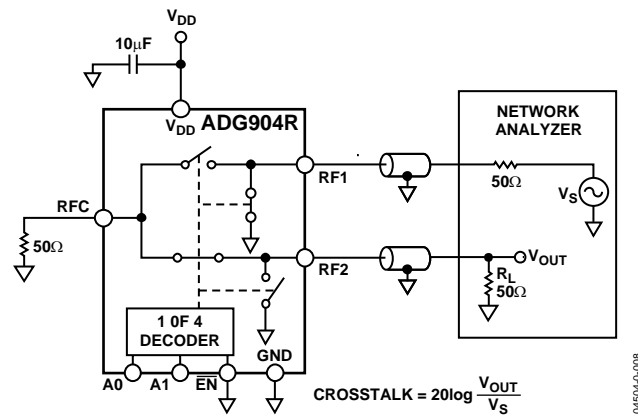 VDD
10μF
VDD
ADG904R
NETWORK
ANALYZER
RF1
50Ω
VS
RFC
50Ω
RF2
VOUT
RL
50Ω
1 0F 4
DECODER
GND
A0
A1
EN
CROSSTALK = 20log VOUT
VS
04504-0-008